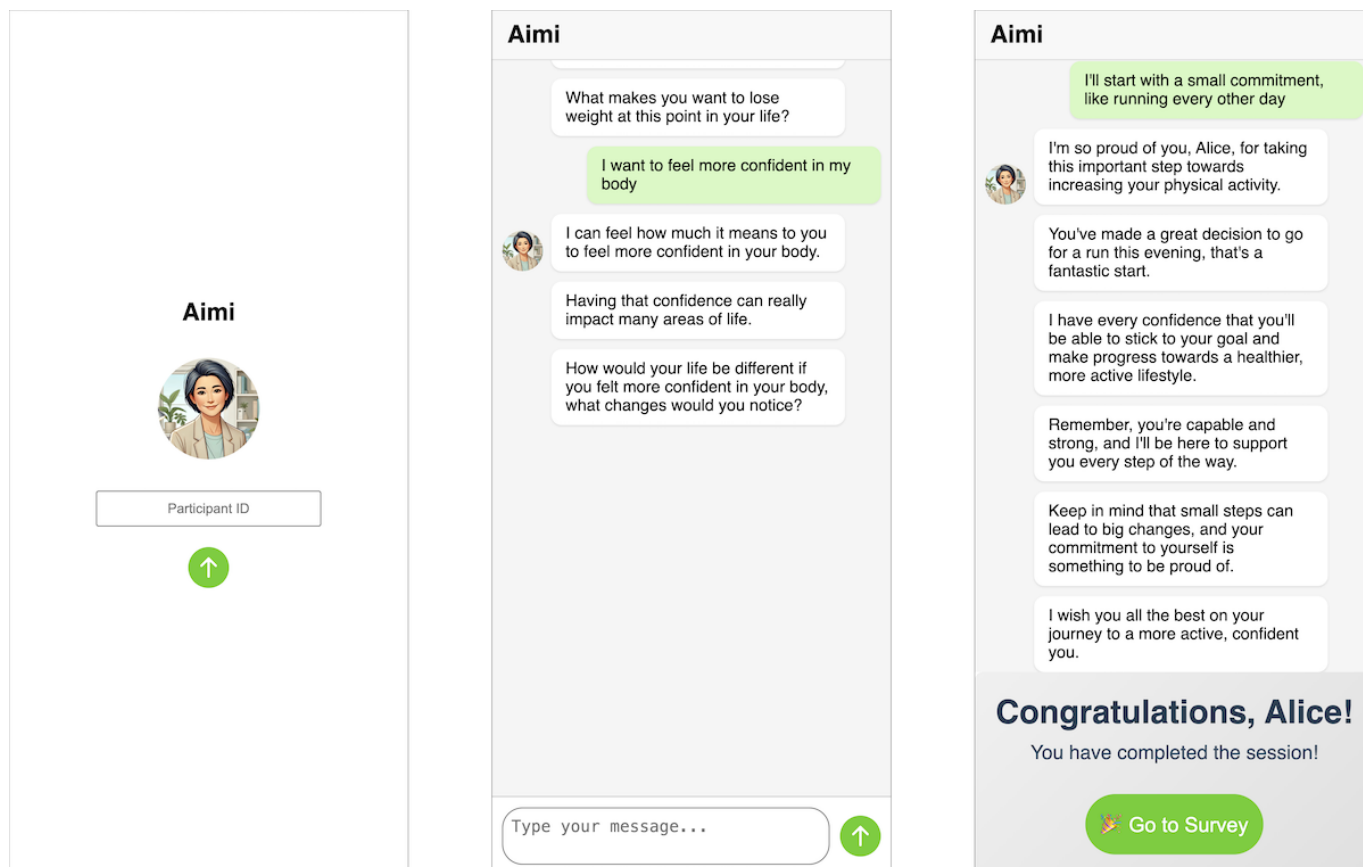 Aimi
Participant ID
Aimi
What makes you want to lose
weight at this point in your life?
I want to feel more confident in my
body
I can feel how much it means to you
to feel more confident in your body.
Having that confidence can really
impact many areas of life.
How would your life be different if
you felt more confident in your body,
what changes would you notice?
Type your message...
Aimi
I'll start with a small commitment,
like running every other day
I'm so proud of you, Alice, for taking
this important step towards
increasing your physical activity.
You've made a great decision to go
for a run this evening, that's a
fantastic start.
I have every confidence that you'll
be able to stick to your goal and
make progress towards a healthier,
more active lifestyle.
Remember, you're capable and
strong, and I'll be here to support
you every step of the way.
Keep in mind that small steps can
lead to big changes, and your
commitment to yourself is
something to be proud of.
I wish you all the best on your
journey to a more active, confident
you.
Congratulations, Alice!
You have completed the session!
🎉 Go to Survey